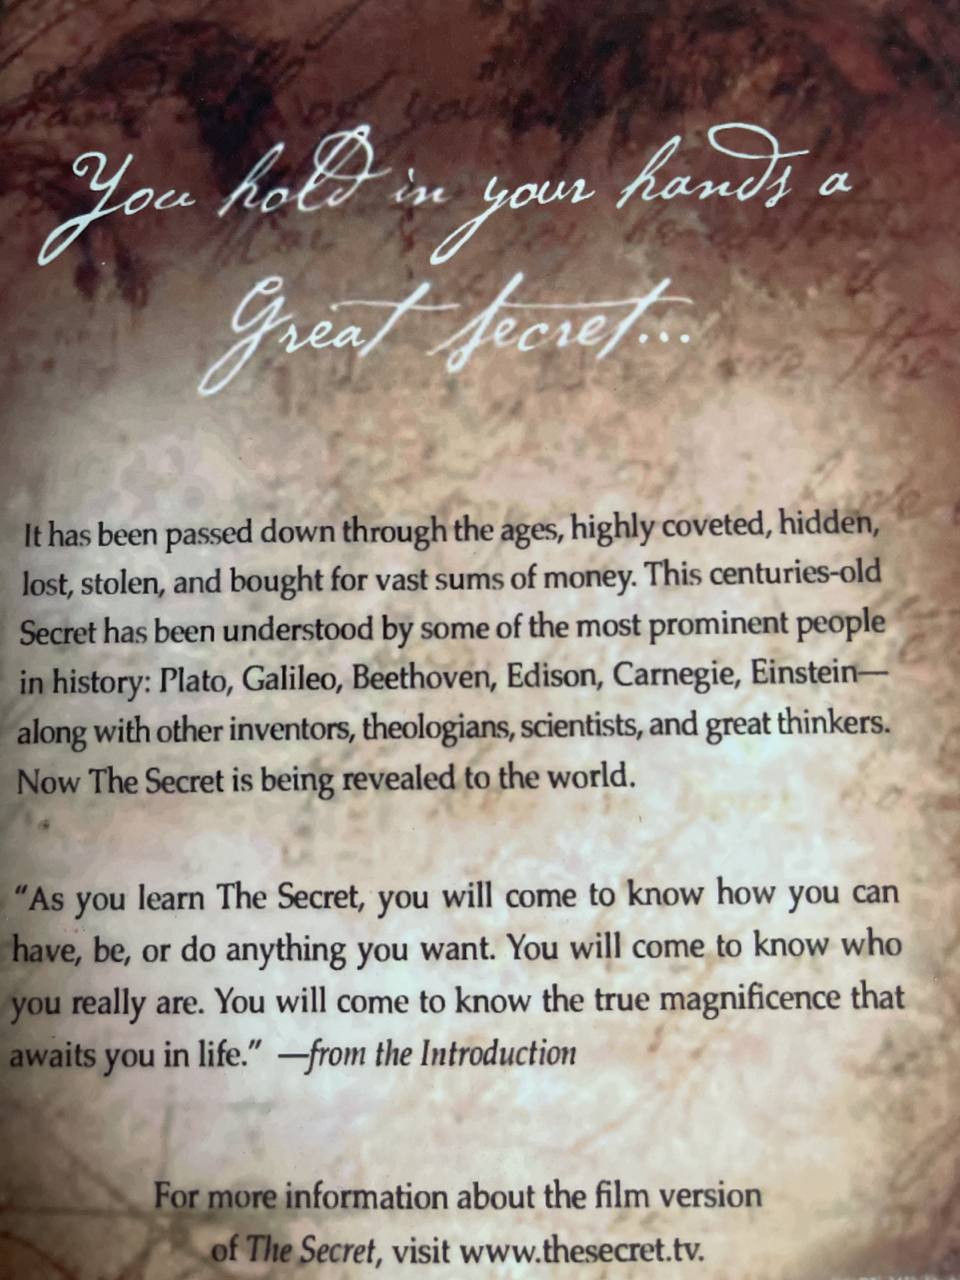 You hold in your hands a
Great Secret...
It has been passed down through the ages, highly coveted, hidden,
lost, stolen, and bought for vast sums of money. This centuries-old
Secret has been understood by some of the most prominent people
in history: Plato, Galileo, Beethoven, Edison, Carnegie, Einstein—
along with other inventors, theologians, scientists, and great thinkers.
Now The Secret is being revealed to the world.
“As you learn The Secret, you will come to know how you can
have, be, or do anything you want. You will come to know who
you really are. You will come to know the true magnificence that
awaits you in life.” —from the Introduction
For more information about the film version
of The Secret, visit www.thesecret.tv.